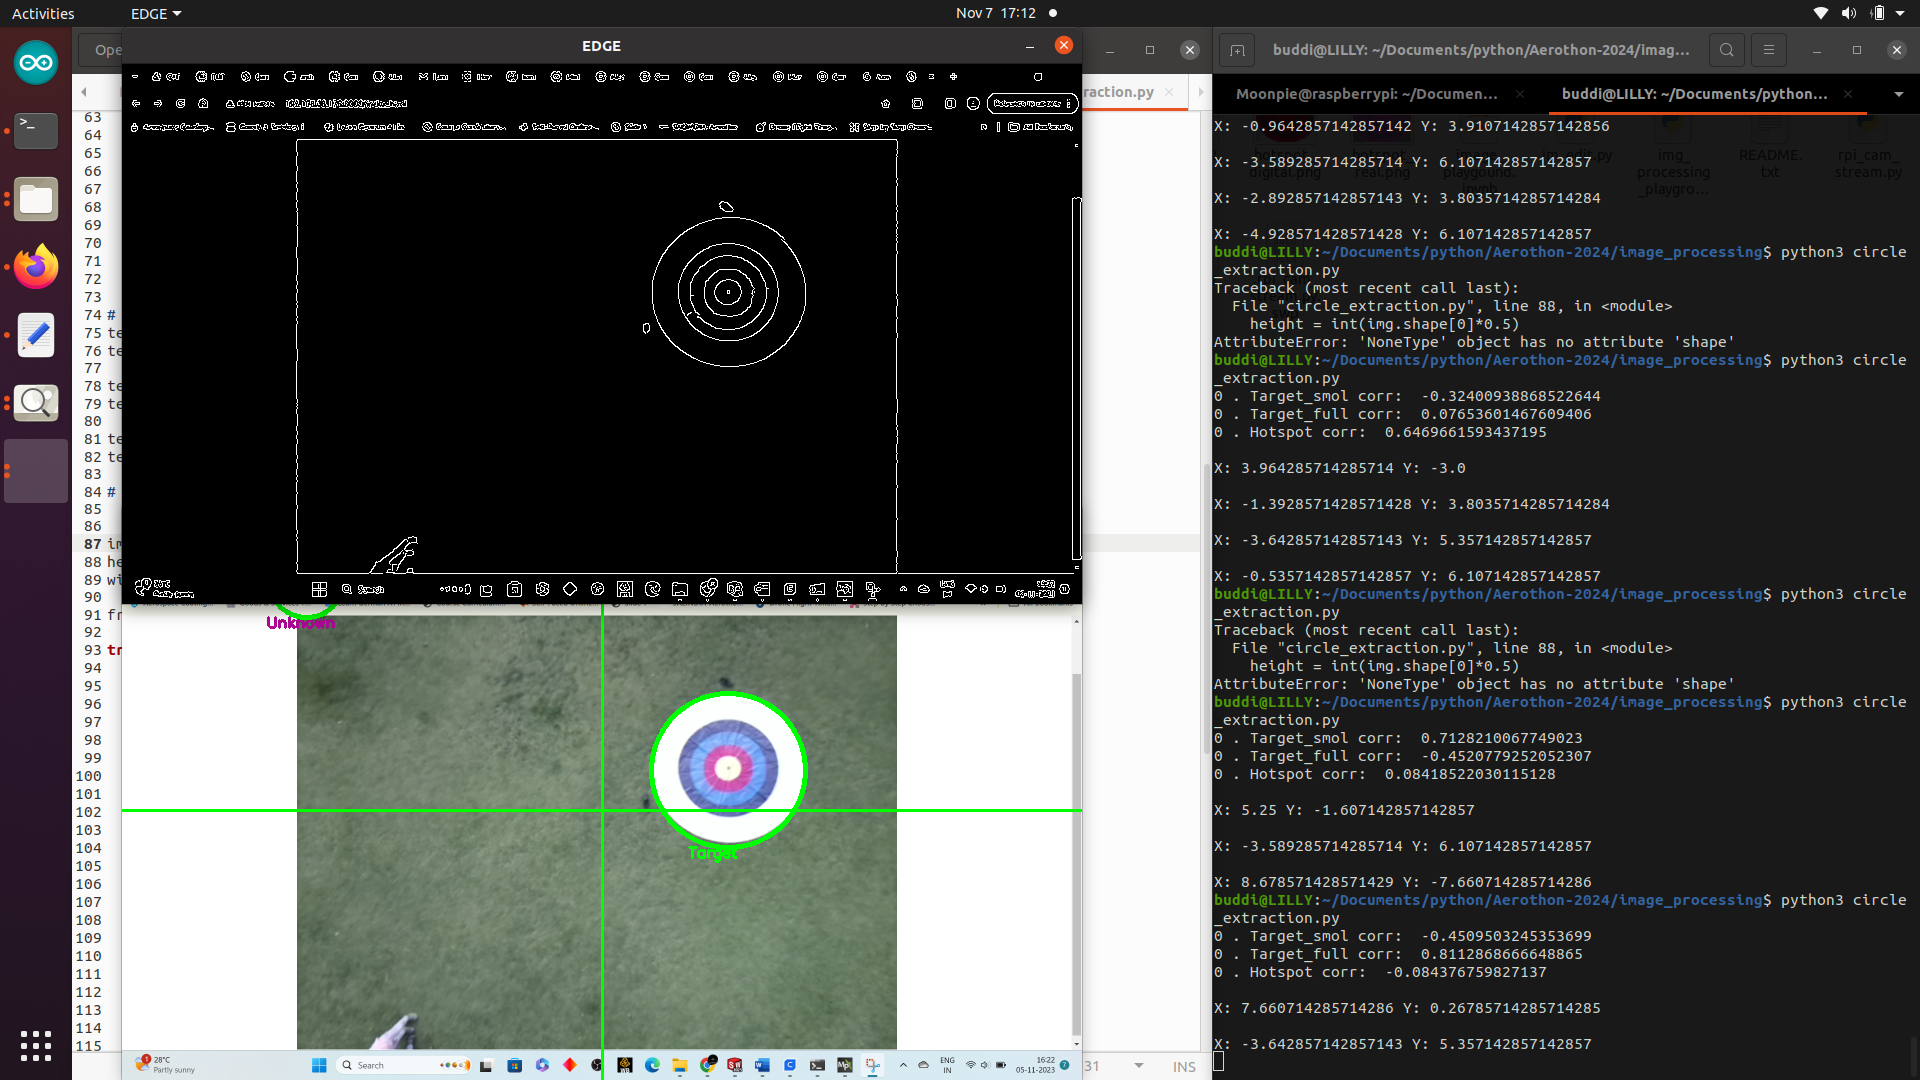 Activities
EDGE
Nov 7 17:12
EDGE
Ope
raction.py
63
64
65
66
67
68
69
70
71
72
73
74 #
75 te
76 te
77
78 te
79 te
80
81 te
82 te
83
84 #
85
86
87 im
88 he
89 wi
90
91 fr
92
93 tr
94
95
96
97
98
99
100
101
102
103
104
105
106
107
108
109
110
111
112
113
114
115
Unknown
Target
28°C
Partly sunny
Search
ENG
IN
16:22
05-11-2023
31
INS
buddi@LILLY: ~/Documents/python/Aerothon-2024/imag...
Moonpie@raspberrypi: ~/Documen...
buddi@LILLY: ~/Documents/python...
X: -0.9642857142857142 Y: 3.9107142857142856
X: -3.589285714285714 Y: 6.107142857142857
X: -2.892857142857143 Y: 3.8035714285714284
X: -4.928571428571428 Y: 6.107142857142857
buddi@LILLY:~/Documents/python/Aerothon-2024/image_processing$ python3 circle
_extraction.py
Traceback (most recent call last):
File "circle_extraction.py", line 88, in <module>
height = int(img.shape[0]*0.5)
AttributeError: 'NoneType' object has no attribute 'shape'
buddi@LILLY:~/Documents/python/Aerothon-2024/image_processing$ python3 circle
_extraction.py
0 . Target_smol corr:  -0.32400938868522644
0 . Target_full corr:  0.07653601467609406
0 . Hotspot corr:  0.6469661593437195
X: 3.964285714285714 Y: -3.0
X: -1.3928571428571428 Y: 3.8035714285714284
X: -3.642857142857143 Y: 5.357142857142857
X: -0.5357142857142857 Y: 6.107142857142857
buddi@LILLY:~/Documents/python/Aerothon-2024/image_processing$ python3 circle
_extraction.py
Traceback (most recent call last):
File "circle_extraction.py", line 88, in <module>
height = int(img.shape[0]*0.5)
AttributeError: 'NoneType' object has no attribute 'shape'
buddi@LILLY:~/Documents/python/Aerothon-2024/image_processing$ python3 circle
_extraction.py
0 . Target_smol corr:  0.7128210067749023
0 . Target_full corr:  -0.4520779252052307
0 . Hotspot corr:  0.08418522030115128
X: 5.25 Y: -1.607142857142857
X: -3.589285714285714 Y: 6.107142857142857
X: 8.678571428571429 Y: -7.660714285714286
buddi@LILLY:~/Documents/python/Aerothon-2024/image_processing$ python3 circle
_extraction.py
0 . Target_smol corr:  -0.4509503245353699
0 . Target_full corr:  0.8112868666648865
0 . Hotspot corr:  -0.084376759827137
X: 7.660714285714286 Y: 0.26785714285714285
X: -3.642857142857143 Y: 5.357142857142857